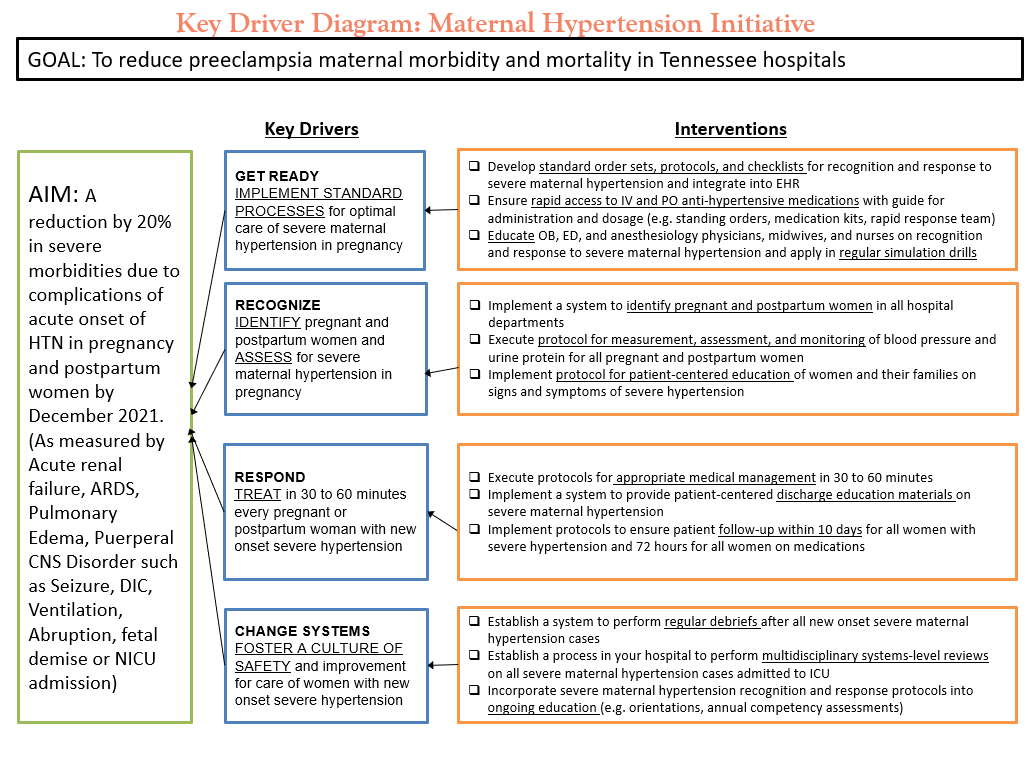 Key Driver Diagram: Maternal Hypertension Initiative
GOAL: To reduce preeclampsia maternal morbidity and mortality in Tennessee hospitals
Key Drivers
Interventions
AIM: A
reduction by 20%
in severe
morbidities due to
complications of
acute onset of
HTN in pregnancy
and postpartum
women by
December 2021.
(As measured by
Acute renal
failure, ARDS,
Pulmonary
Edema, Puerperal
CNS Disorder such
as Seizure, DIC,
Ventilation,
Abruption, fetal
demise or NICU
admission)
GET READY
IMPLEMENT STANDARD
PROCESSES for optimal
care of severe maternal
hypertension in pregnancy
❑ Develop standard order sets, protocols, and checklists for recognition and response to
severe maternal hypertension and integrate into EHR
❑ Ensure rapid access to IV and PO anti-hypertensive medications with guide for
administration and dosage (e.g. standing orders, medication kits, rapid response team)
❑ Educate OB, ED, and anesthesiology physicians, midwives, and nurses on recognition
and response to severe maternal hypertension and apply in regular simulation drills
RECOGNIZE
IDENTIFY pregnant and
postpartum women and
ASSESS for severe
maternal hypertension in
pregnancy
❑ Implement a system to identify pregnant and postpartum women in all hospital
departments
❑ Execute protocol for measurement, assessment, and monitoring of blood pressure and
urine protein for all pregnant and postpartum women
❑ Implement protocol for patient-centered education of women and their families on
signs and symptoms of severe hypertension
RESPOND
TREAT in 30 to 60 minutes
every pregnant or
postpartum woman with new
onset severe hypertension
❑ Execute protocols for appropriate medical management in 30 to 60 minutes
❑ Implement a system to provide patient-centered discharge education materials on
severe maternal hypertension
❑ Implement protocols to ensure patient follow-up within 10 days for all women with
severe hypertension and 72 hours for all women on medications
CHANGE SYSTEMS
FOSTER A CULTURE OF
SAFETY and improvement
for care of women with new
onset severe hypertension
❑ Establish a system to perform regular debriefs after all new onset severe maternal
hypertension cases
❑ Establish a process in your hospital to perform multidisciplinary systems-level reviews
on all severe maternal hypertension cases admitted to ICU
❑ Incorporate severe maternal hypertension recognition and response protocols into
ongoing education (e.g. orientations, annual competency assessments)